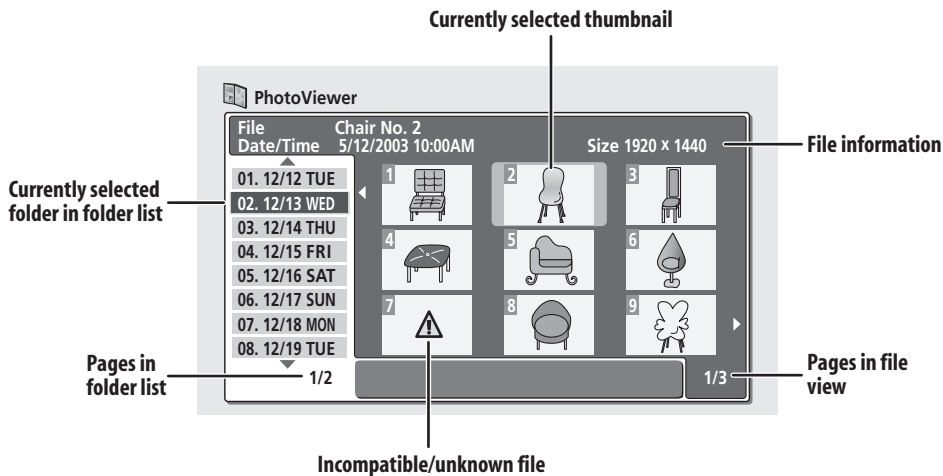 Currently selected thumbnail
PhotoViewer
File Chair No. 2
Date/Time 5/12/2003 10:00AM Size 1920 x 1440
File information
Currently selected
folder in folder list
01. 12/12 TUE
02. 12/13 WED
03. 12/14 THU
04. 12/15 FRI
05. 12/16 SAT
06. 12/17 SUN
07. 12/18 MON
08. 12/19 TUE
1 2 3
4 5 6
7 8 9
Pages in
folder list
1/2
1/3
Pages in file
view
Incompatible/unknown file